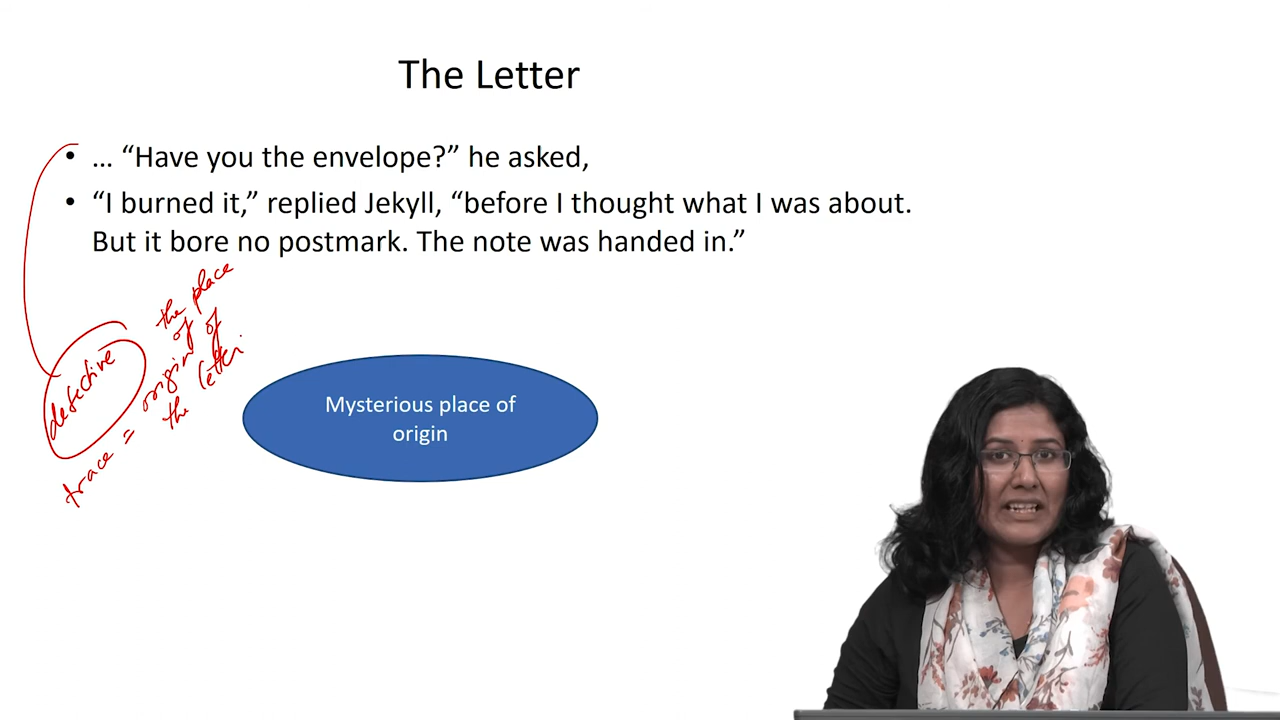 The Letter
• … “Have you the envelope?” he asked,
• “I burned it,” replied Jekyll, “before I thought what I was about.
But it bore no postmark. The note was handed in.”
detective
trace = the place
of
origin of
the letter
Mysterious place of
origin